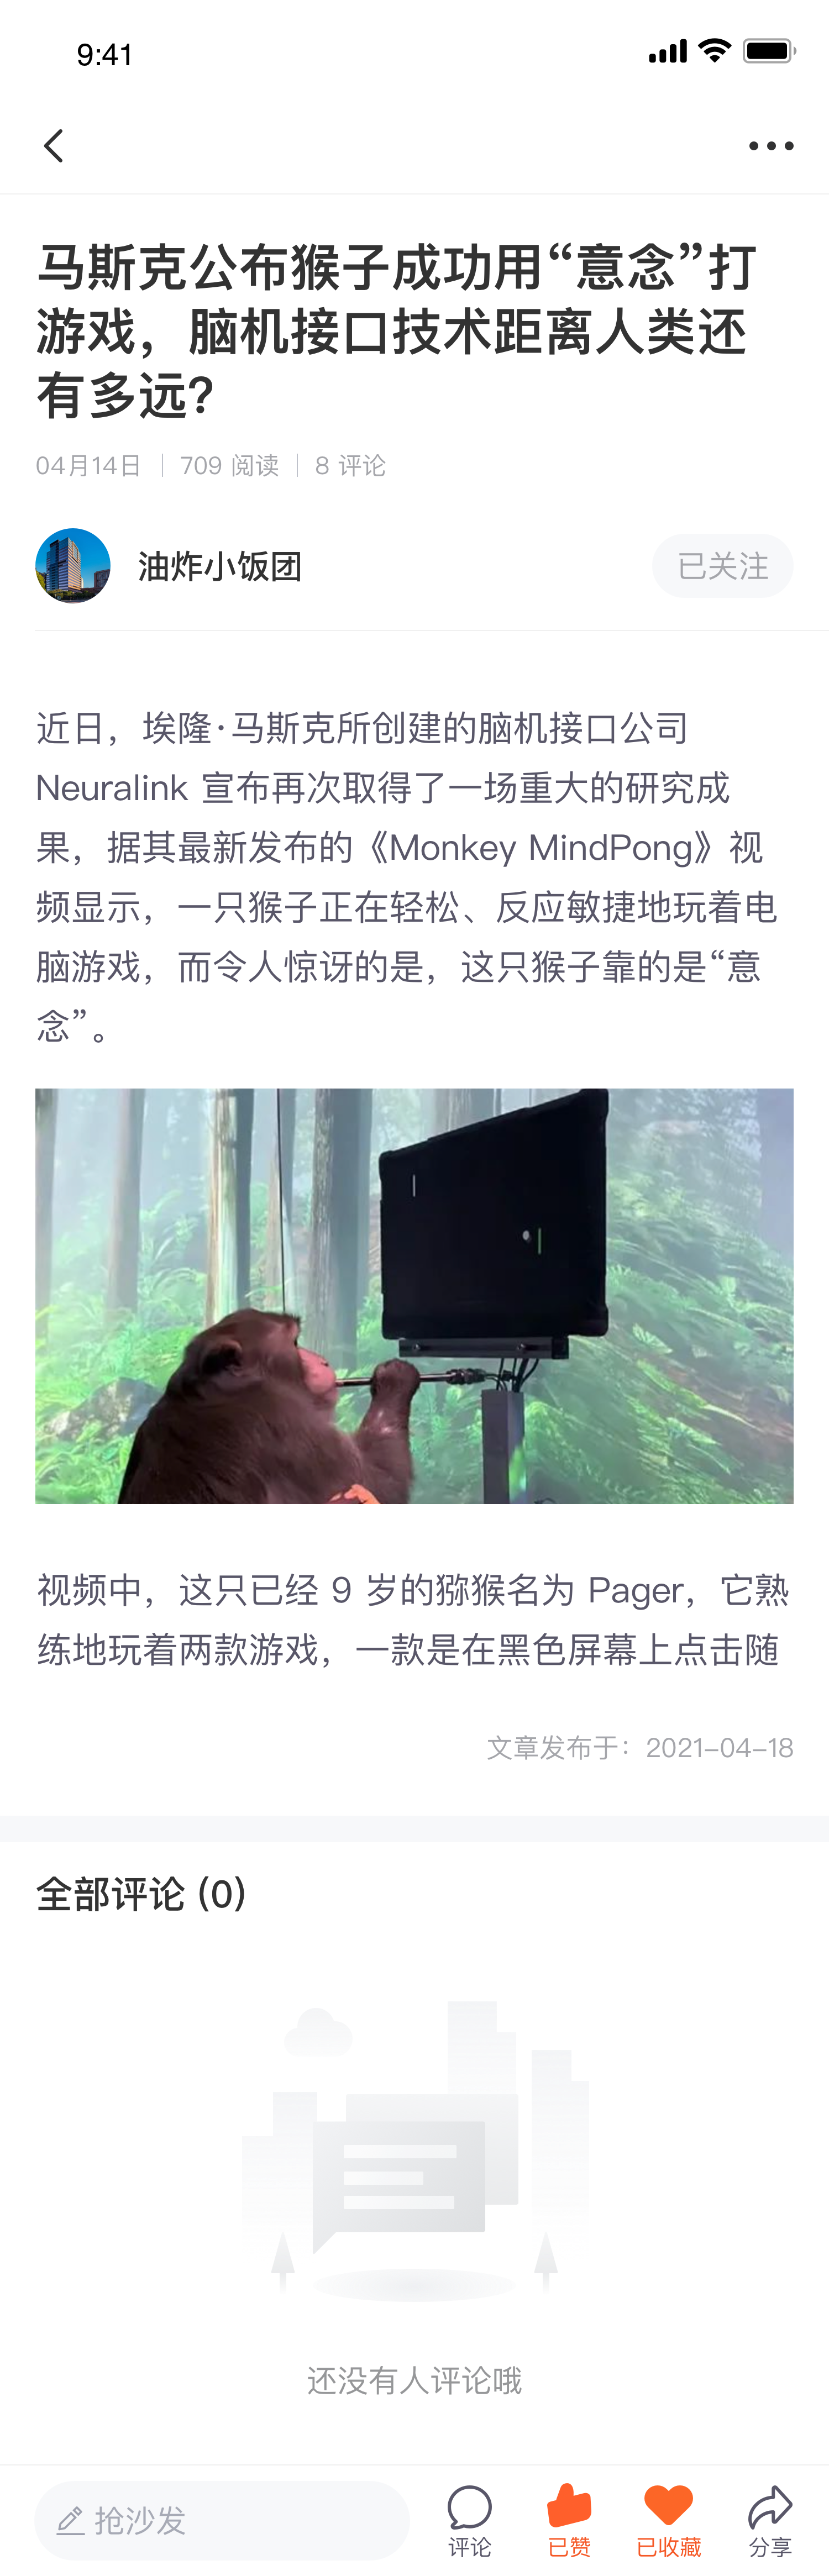 9:41
马斯克公布猴子成功用“意念”打
游戏，脑机接口技术距离人类还
有多远？
04月14日 | 709 阅读 | 8 评论
油炸小饭团
已关注
近日，埃隆·马斯克所创建的脑机接口公司
Neuralink 宣布再次取得了一场重大的研究成
果，据其最新发布的《Monkey MindPong》视
频显示，一只猴子正在轻松、反应敏捷地玩着电
脑游戏，而令人惊讶的是，这只猴子靠的是“意
念”。
视频中，这只已经 9 岁的猕猴名为 Pager，它熟
练地玩着两款游戏，一款是在黑色屏幕上点击随
文章发布于：2021-04-18
全部评论 (0)
还没有人评论哦
抢沙发
评论
已赞
已收藏
分享